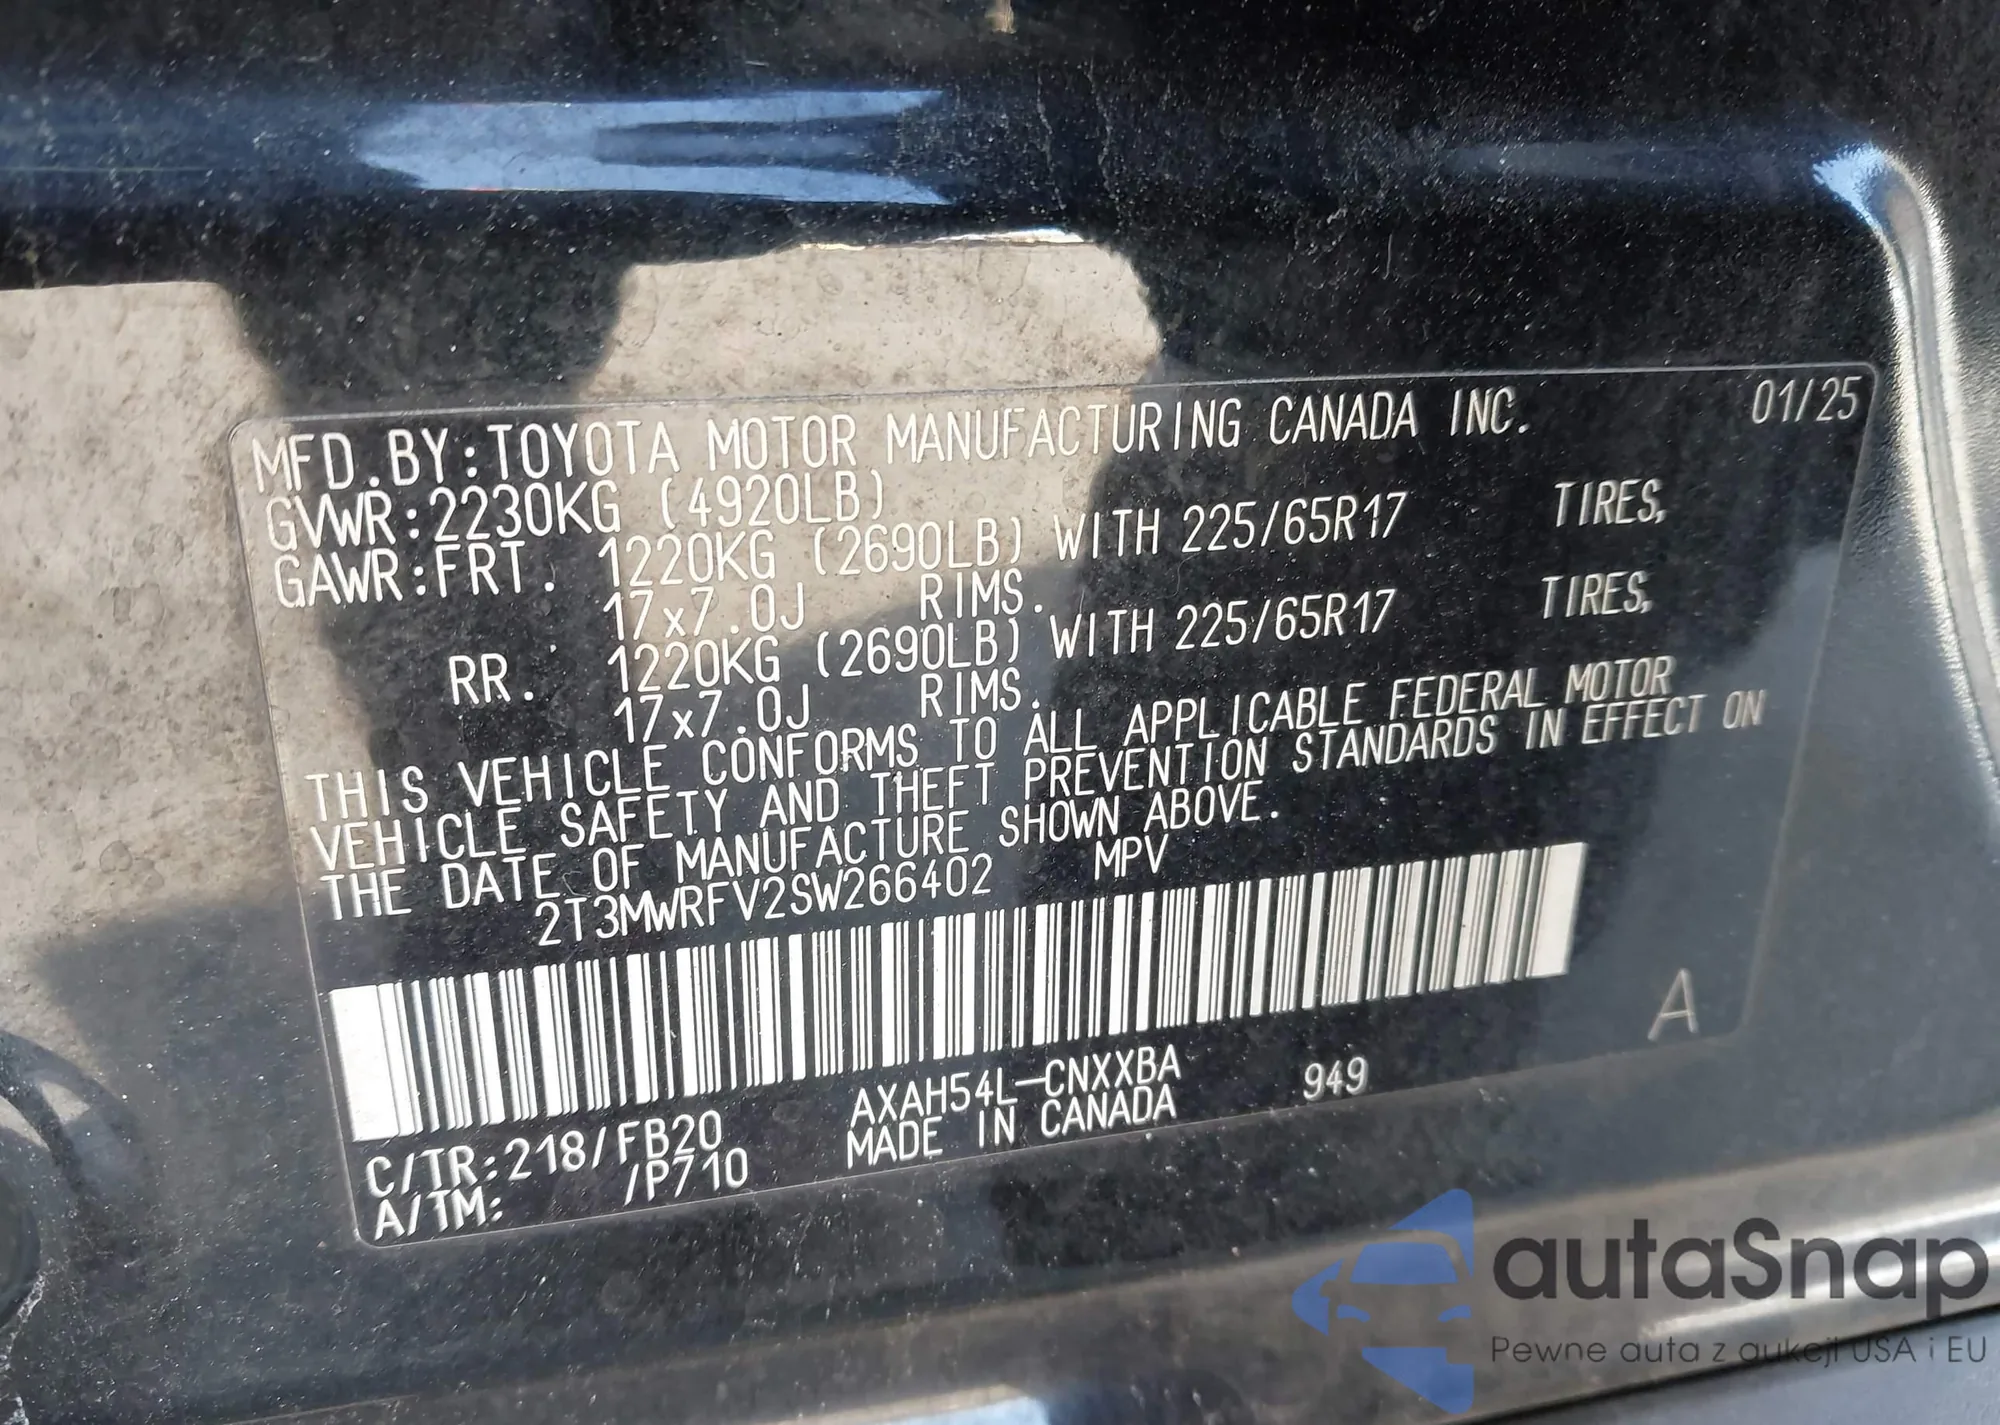 MFD.BY:TOYOTA MOTOR MANUFACTURING CANADA INC. 01/25
GVWR:2230KG (4920LB)
GAWR:FRT. 1220KG (2690LB) WITH 225/65R17 TIRES,
17x7.0J RIMS.
RR. 1220KG (2690LB) WITH 225/65R17 TIRES,
17x7.0J RIMS.
THIS VEHICLE CONFORMS TO ALL APPLICABLE FEDERAL MOTOR
VEHICLE SAFETY AND THEFT PREVENTION STANDARDS IN EFFECT ON
THE DATE OF MANUFACTURE SHOWN ABOVE.
2T3MWRFV2SW266402 MPV
A
C/TR:218/FB20 AXAH54L-CNXXBA 949
A/TM: /P710 MADE IN CANADA
autaSnap
Pewne auta z aukcji USA i EU